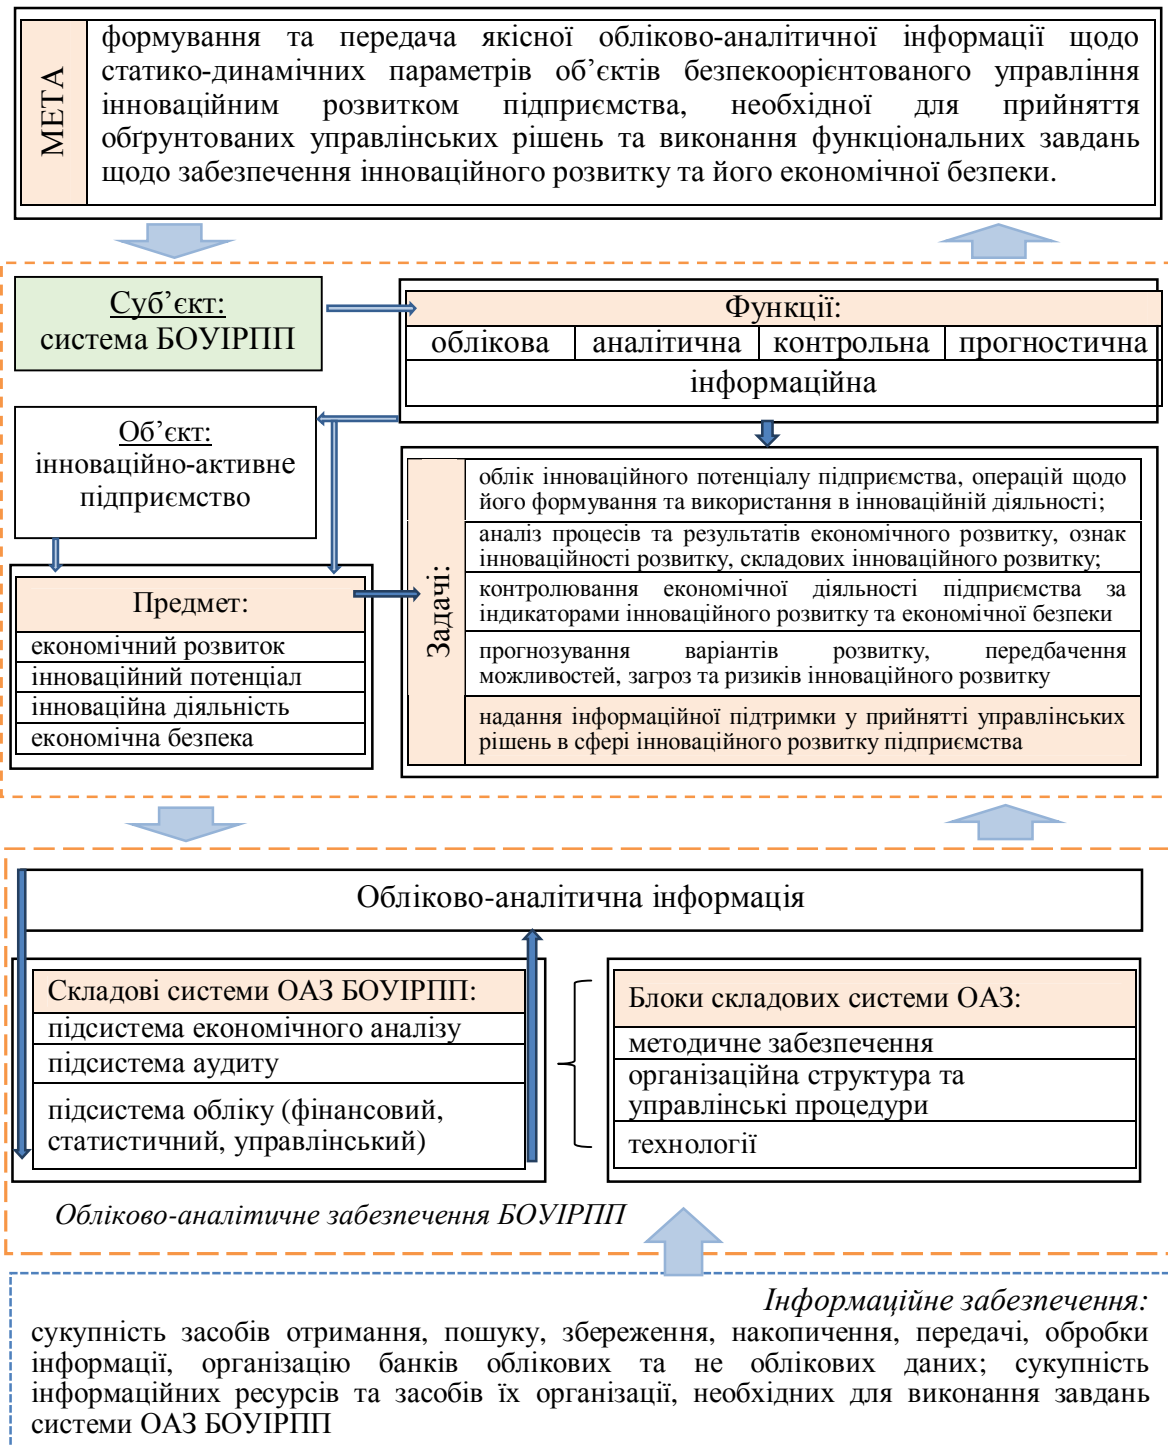 МЕТА
формування та передача якісної обліково-аналітичної інформації щодо
статико-динамічних параметрів об’єктів безпекоорієнтованого управління
інноваційним розвитком підприємства, необхідної для прийняття
обґрунтованих управлінських рішень та виконання функціональних завдань
щодо забезпечення інноваційного розвитку та його економічної безпеки.
Суб’єкт:
система БОУІРПП
Функції:
облікова аналітична контрольна прогностична
інформаційна
Об’єкт:
інноваційно-активне
підприємство
Предмет:
економічний розвиток
інноваційний потенціал
інноваційна діяльність
економічна безпека
Задачі:
облік інноваційного потенціалу підприємства, операцій щодо
його формування та використання в інноваційній діяльності;
аналіз процесів та результатів економічного розвитку, ознак
інноваційності розвитку, складових інноваційного розвитку;
контролювання економічної діяльності підприємства за
індикаторами інноваційного розвитку та економічної безпеки
прогнозування варіантів розвитку, передбачення
можливостей, загроз та ризиків інноваційного розвитку
надання інформаційної підтримки у прийнятті управлінських
рішень в сфері інноваційного розвитку підприємства
Обліково-аналітична інформація
Складові системи ОАЗ БОУІРПП:
підсистема економічного аналізу
підсистема аудиту
підсистема обліку (фінансовий,
статистичний, управлінський)
Блоки складових системи ОАЗ:
методичне забезпечення
організаційна структура та
управлінські процедури
технології
Обліково-аналітичне забезпечення БОУІРПП
Інформаційне забезпечення:
сукупність засобів отримання, пошуку, збереження, накопичення, передачі, обробки
інформації, організацію банків облікових та не облікових даних; сукупність
інформаційних ресурсів та засобів їх організації, необхідних для виконання завдань
системи ОАЗ БОУІРПП